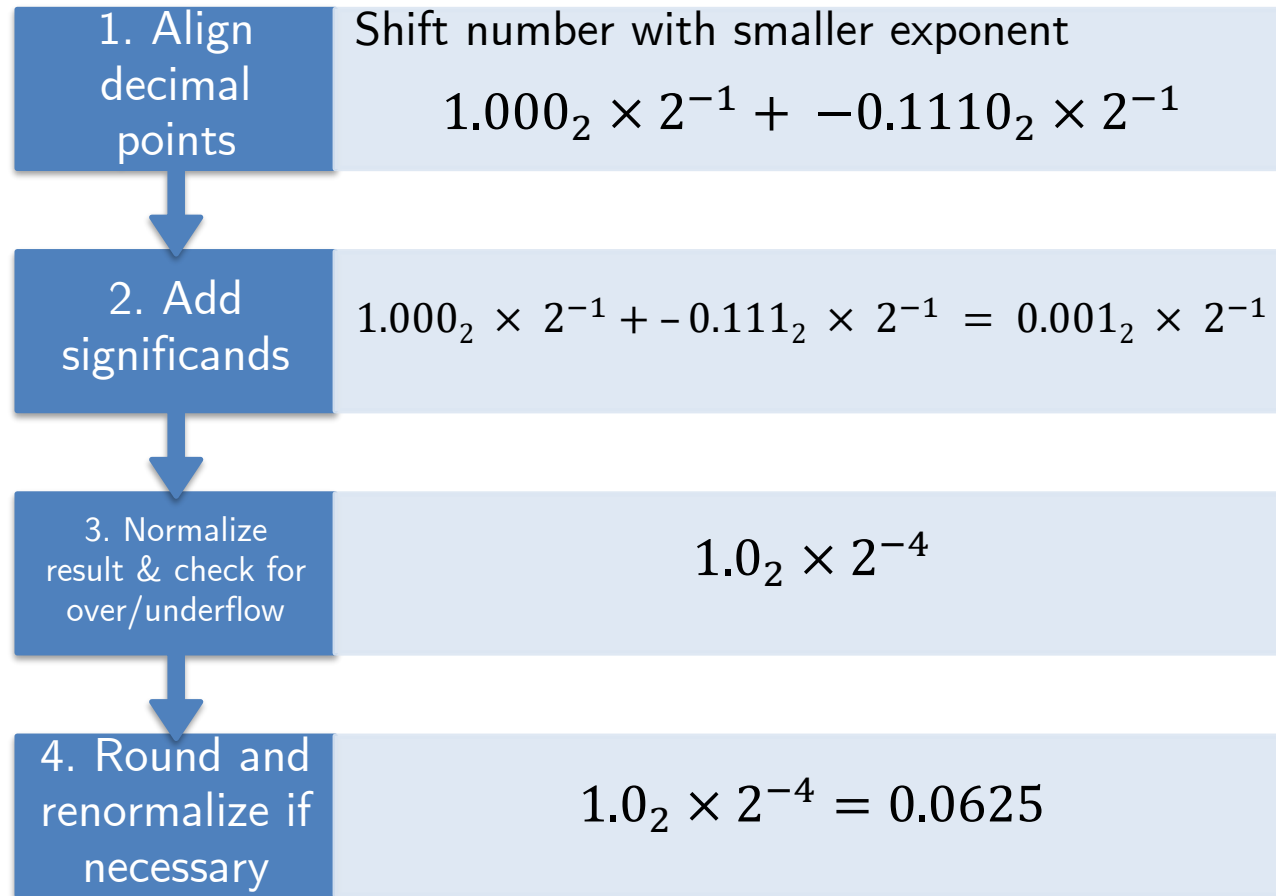 1. Align
decimal
points
Shift number with smaller exponent
1.000₂ × 2⁻¹ + −0.1110₂ × 2⁻¹
2. Add
significands
1.000₂ × 2⁻¹ + – 0.111₂ × 2⁻¹ = 0.001₂ × 2⁻¹
3. Normalize
result & check for
over/underflow
1.0₂ × 2⁻⁴
4. Round and
renormalize if
necessary
1.0₂ × 2⁻⁴ = 0.0625